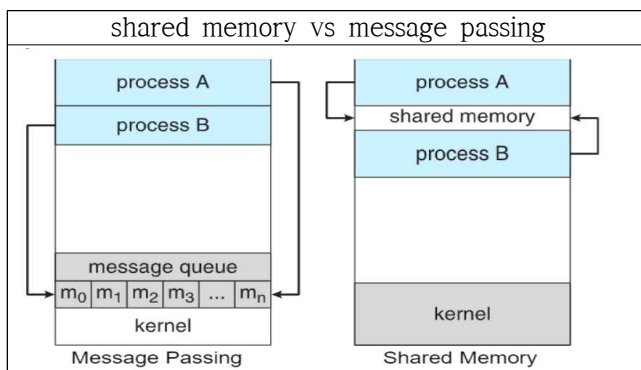 shared memory vs message passing
process A
process B
message queue
m0 m1 m2 m3 ... mn
kernel
Message Passing
process A
shared memory
process B
kernel
Shared Memory